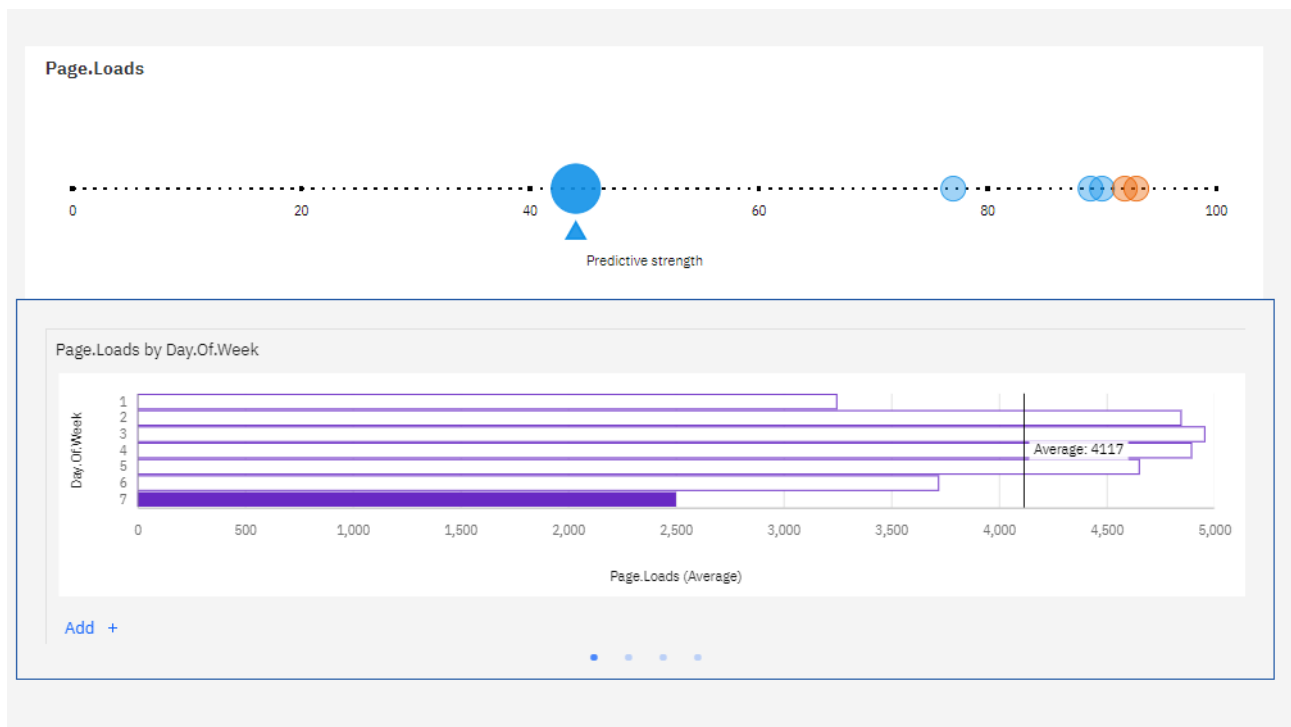 Page.Loads
0 20 40 60 80 100
Predictive strength
Page.Loads by Day.Of.Week
Day.Of.Week
1
2
3
4
Average: 4117
5
6
7
0 500 1,000 1,500 2,000 2,500 3,000 3,500 4,000 4,500 5,000
Page.Loads (Average)
Add +